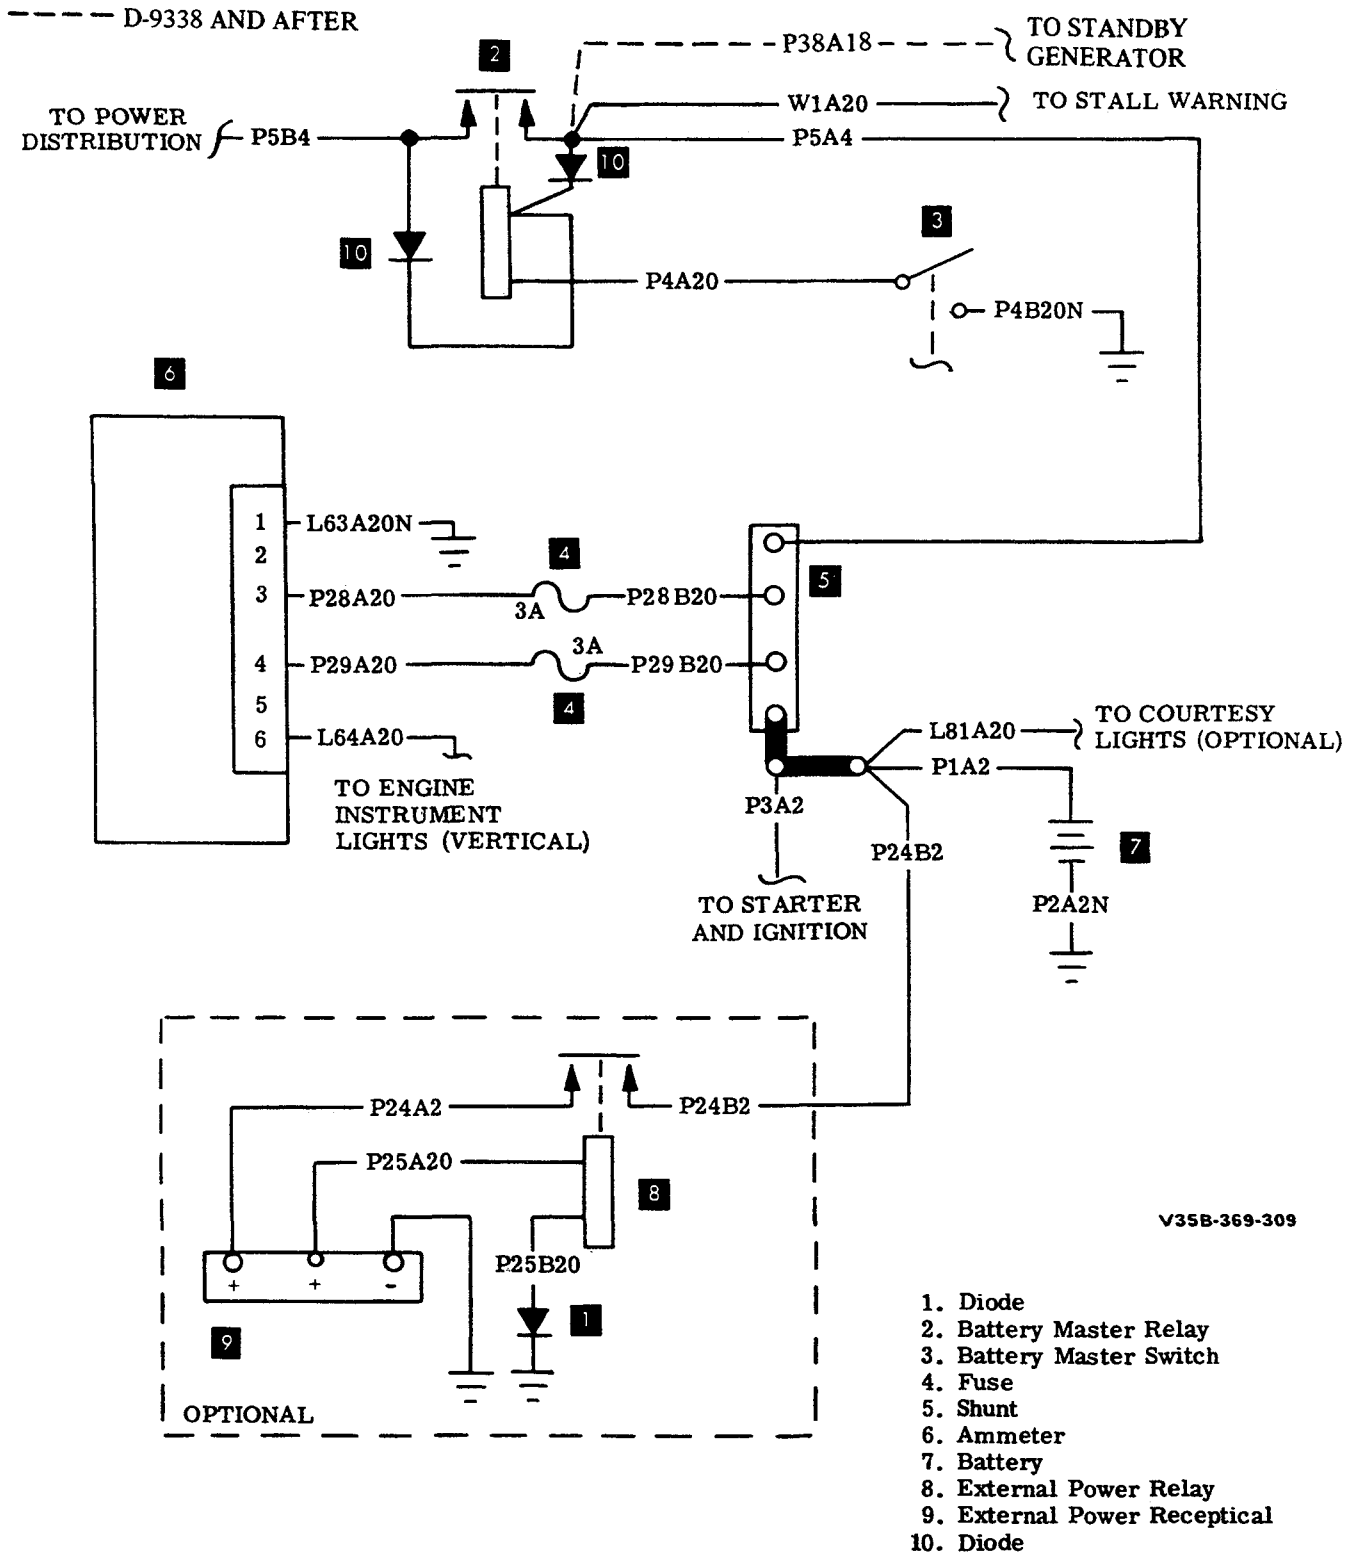 D-9338 AND AFTER
2
P38A18
TO STANDBY
GENERATOR
W1A20
TO STALL WARNING
TO POWER
DISTRIBUTION
P5B4
P5A4
10
10
3
P4A20
P4B20N
6
1
L63A20N
2
4
3
P28A20
3A
P28B20
5
4
P29A20
3A
P29B20
4
5
6
L64A20
TO ENGINE
INSTRUMENT
LIGHTS (VERTICAL)
L81A20
TO COURTESY
LIGHTS (OPTIONAL)
P1A2
P3A2
P24B2
7
P2A2N
TO STARTER
AND IGNITION
P24A2
P24B2
P25A20
8
P25B20
+
+
-
1
9
OPTIONAL
V35B-369-309
1. Diode
2. Battery Master Relay
3. Battery Master Switch
4. Fuse
5. Shunt
6. Ammeter
7. Battery
8. External Power Relay
9. External Power Receptical
10. Diode